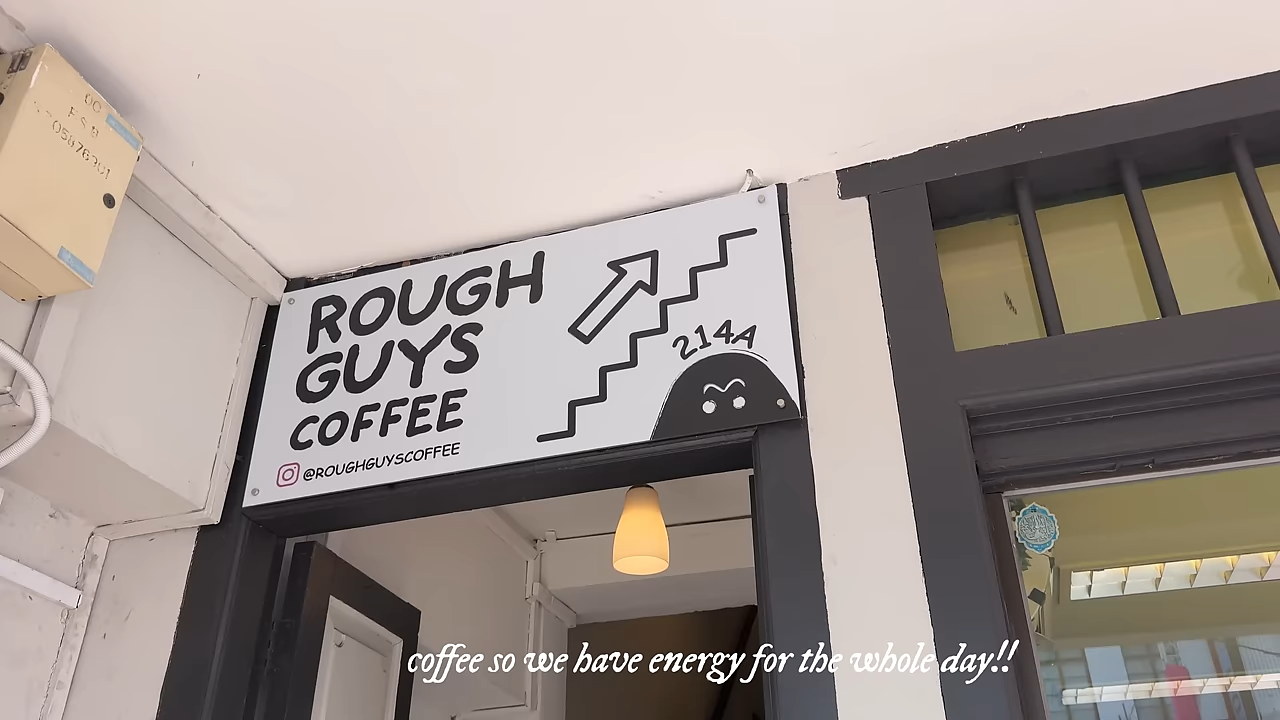 ROUGH
GUYS
COFFEE
@ROUGHGUYSCOFFEE
214A
coffee so we have energy for the whole day!!